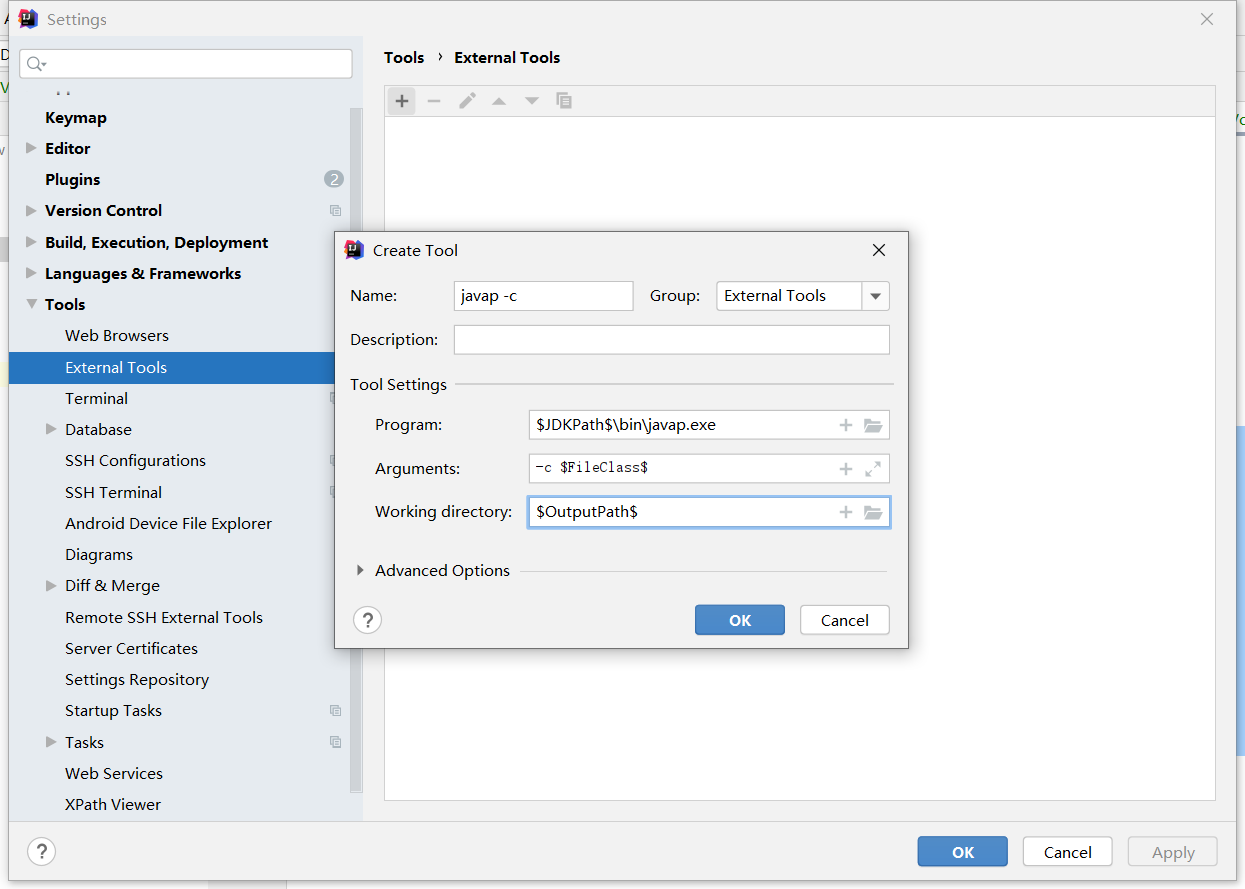 Settings
Tools › External Tools
Keymap
Editor
Plugins 2
Version Control
Build, Execution, Deployment
Languages & Frameworks
Tools
Web Browsers
External Tools
Terminal
Database
SSH Configurations
SSH Terminal
Android Device File Explorer
Diagrams
Diff & Merge
Remote SSH External Tools
Server Certificates
Settings Repository
Startup Tasks
Tasks
Web Services
XPath Viewer
Create Tool
Name: javap -c Group: External Tools
Description:
Tool Settings
Program: $JDKPath$\bin\javap.exe
Arguments: -c $FileClass$
Working directory: $OutputPath$
Advanced Options
? OK Cancel
? OK Cancel Apply